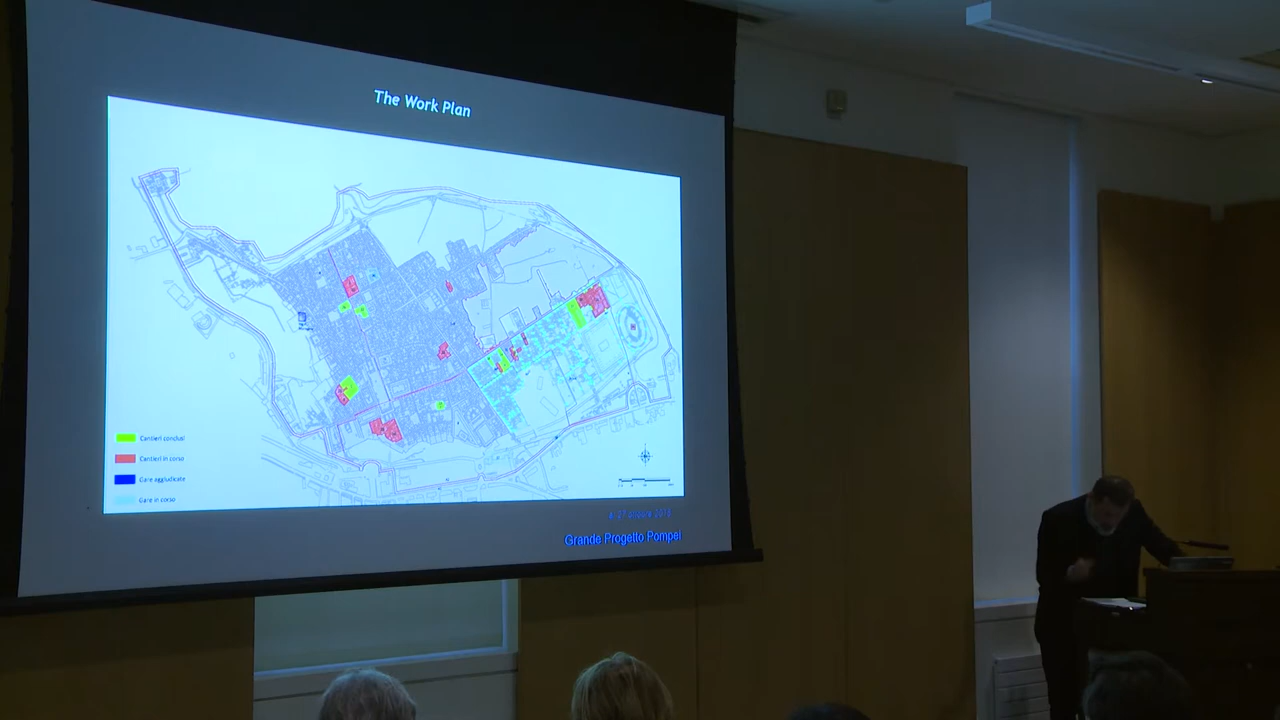 The Work Plan
Cantieri conclusi
Cantieri in corso
Gare aggiudicate
Gare in corso
Grande Progetto Pompei